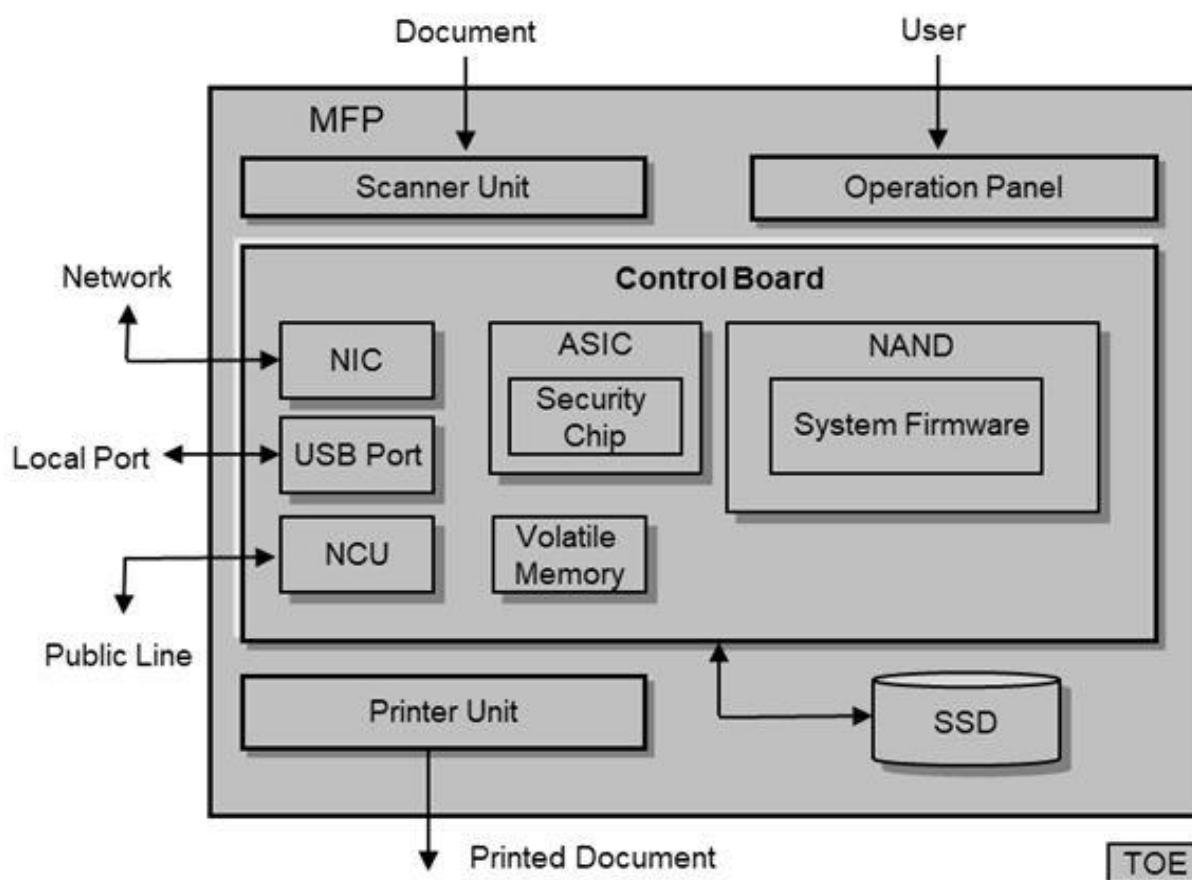 Document
User
MFP
Scanner Unit
Operation Panel
Control Board
Network
NIC
ASIC
NAND
Security
Chip
System Firmware
Local Port
USB Port
NCU
Volatile
Memory
Public Line
Printer Unit
SSD
Printed Document
TOE